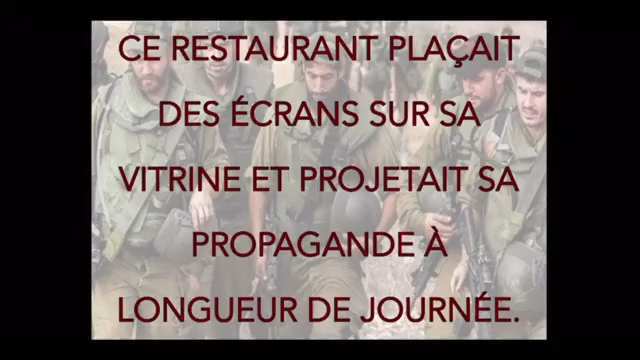 CE RESTAURANT PLAÇAIT
DES ÉCRANS SUR SA
VITRINE ET PROJETAIT SA
PROPAGANDE À
LONGUEUR DE JOURNÉE.